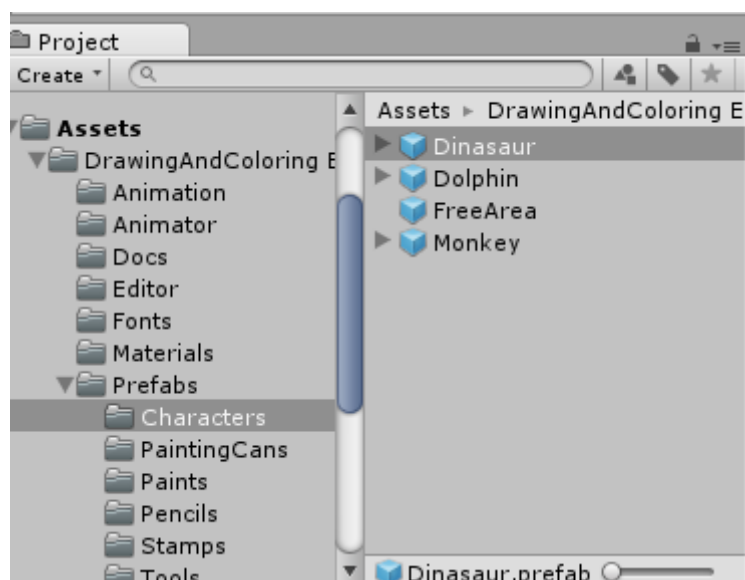 Project
Create
Assets
DrawingAndColoring E
Animation
Animator
Docs
Editor
Fonts
Materials
Prefabs
Characters
PaintingCans
Paints
Pencils
Stamps
Tools
Assets ▸ DrawingAndColoring E
Dinasaur
Dolphin
FreeArea
Monkey
Dinasaur.prefab